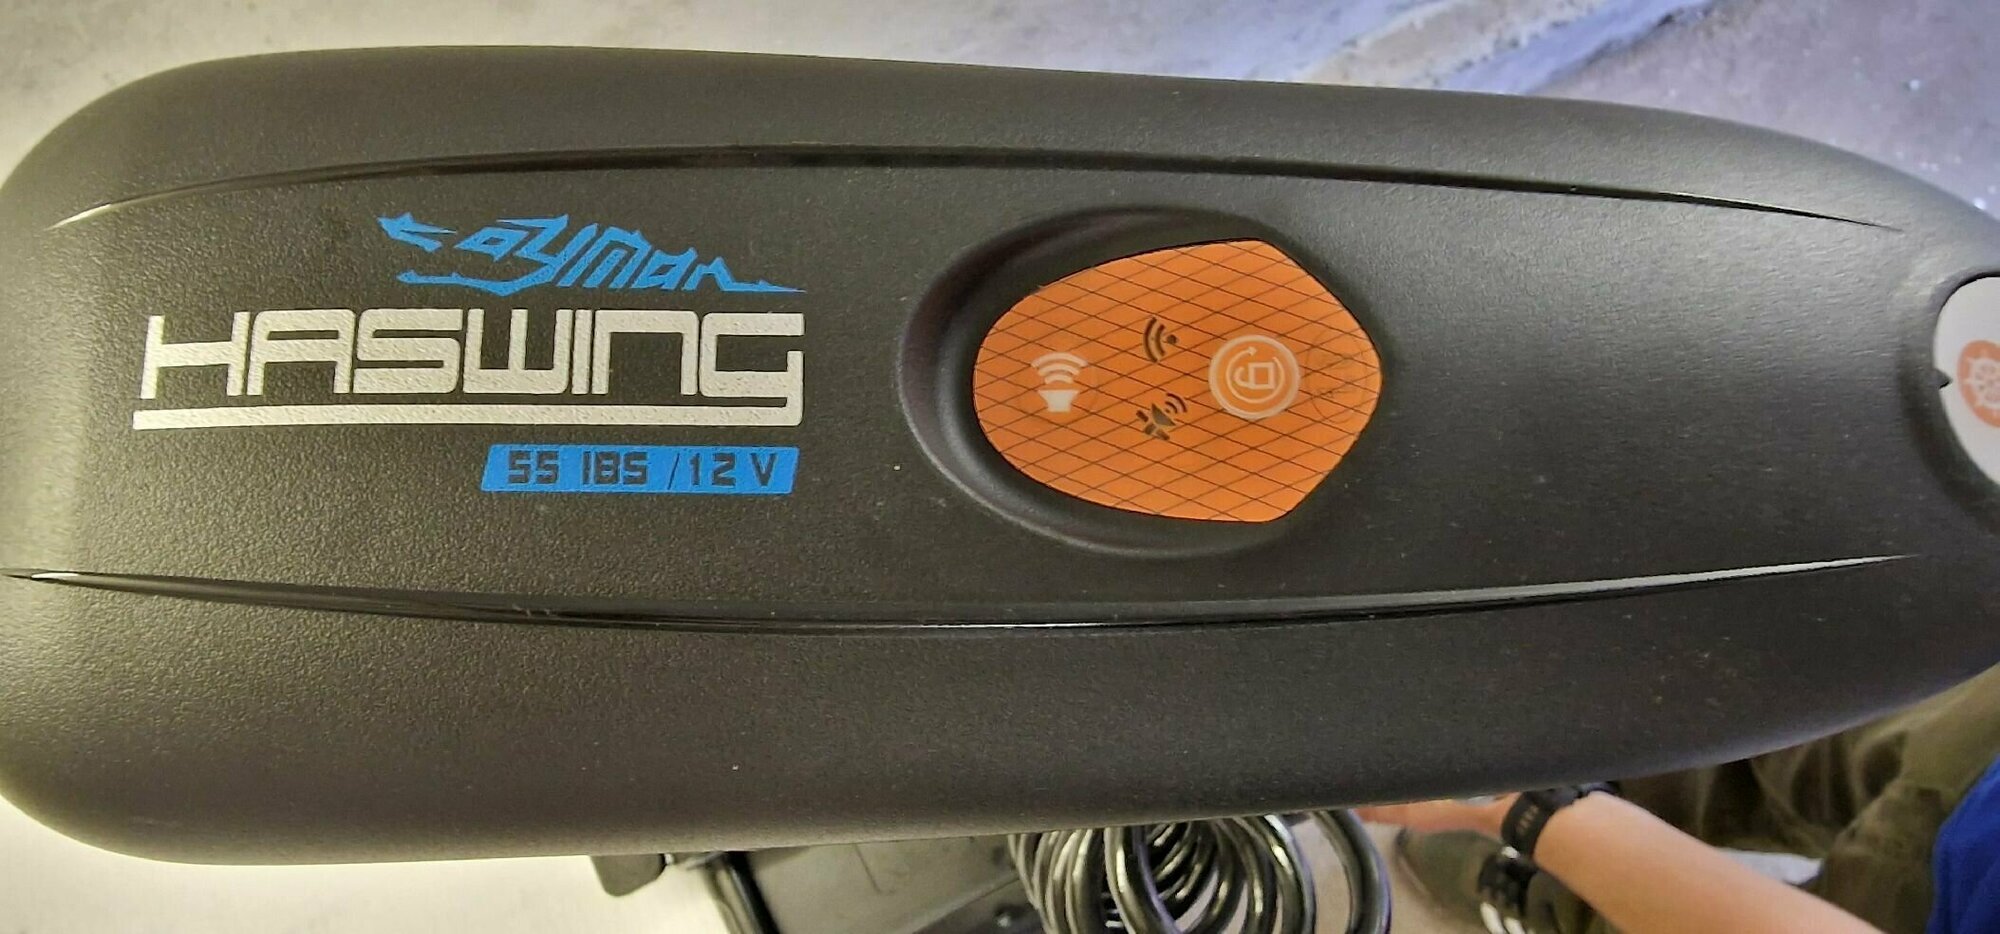 Cayman
HASWING
55 lBS / 12 V